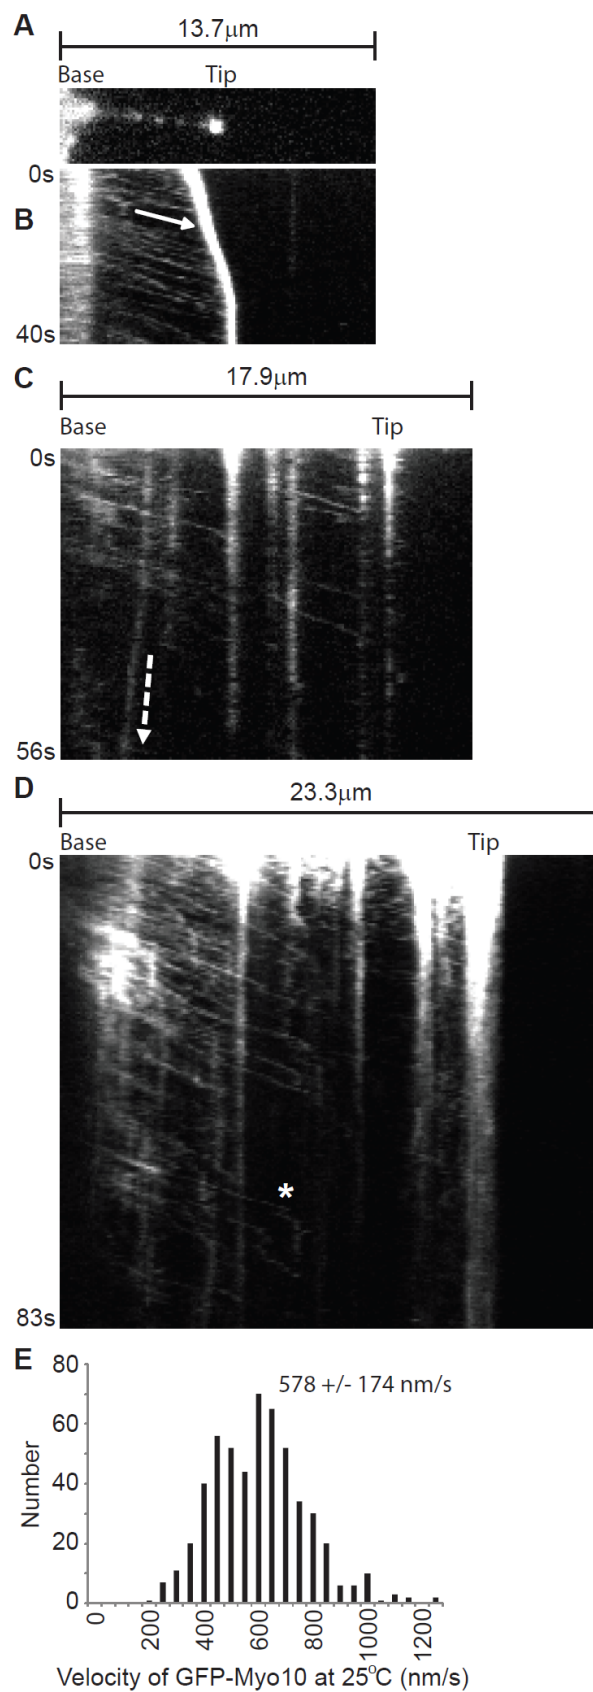 A
13.7μm
Base Tip
0s
B
40s
C
17.9μm
Base Tip
0s
56s
D
23.3μm
Base Tip
0s
*
83s
E
80
578 +/- 174 nm/s
60
40
20
0
Number
0 200 400 600 800 1000 1200
Velocity of GFP-Myo10 at 25°C (nm/s)